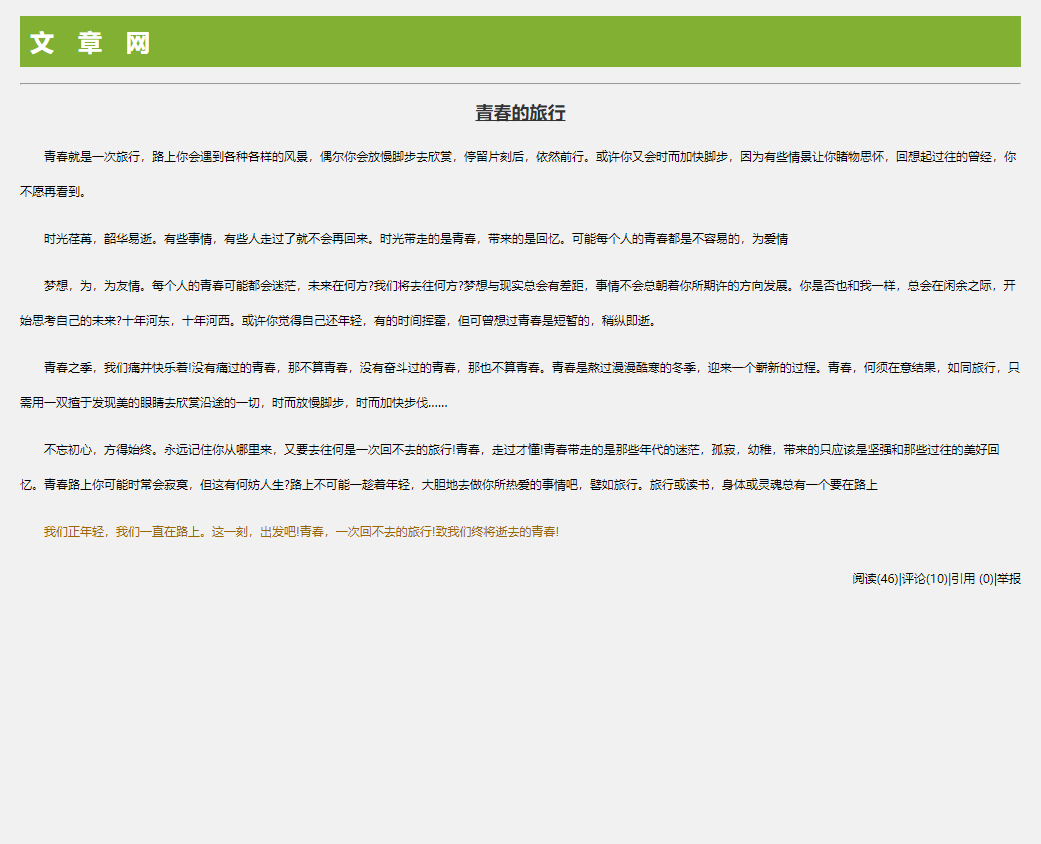 文 章 网
青春的旅行
青春就是一次旅行，路上你会遇到各种各样的风景，偶尔你会放慢脚步去欣赏，停留片刻后，依然前行。或许你又会时而加快脚步，因为有些情景让你睹物思怀，回想起过往的曾经，你
不愿再看到。
时光荏苒，韶华易逝。有些事情，有些人走过了就不会再回来。时光带走的是青春，带来的是回忆。可能每个人的青春都是不容易的，为爱情
梦想，为，为友情。每个人的青春可能都会迷茫，未来在何方?我们将去往何方?梦想与现实总会有差距，事情不会总朝着你所期许的方向发展。你是否也和我一样，总会在闲余之际，开
始思考自己的未来?十年河东，十年河西。或许你觉得自己还年轻，有的时间挥霍，但可曾想过青春是短暂的，稍纵即逝。
青春之季，我们痛并快乐着!没有痛过的青春，那不算青春，没有奋斗过的青春，那也不算青春。青春是熬过漫漫酷寒的冬季，迎来一个崭新的过程。青春，何须在意结果，如同旅行，只
需用一双擅于发现美的眼睛去欣赏沿途的一切，时而放慢脚步，时而加快步伐......
不忘初心，方得始终。永远记住你从哪里来，又要去往何是一次回不去的旅行!青春，走过才懂!青春带走的是那些年代的迷茫，孤寂，幼稚，带来的只应该是坚强和那些过往的美好回
忆。青春路上你可能时常会寂寞，但这有何妨人生?路上不可能一趁着年轻，大胆地去做你所热爱的事情吧，譬如旅行。旅行或读书，身体或灵魂总有一个要在路上
我们正年轻，我们一直在路上。这一刻，出发吧!青春，一次回不去的旅行!致我们终将逝去的青春!
阅读(46)|评论(10)|引用 (0)|举报